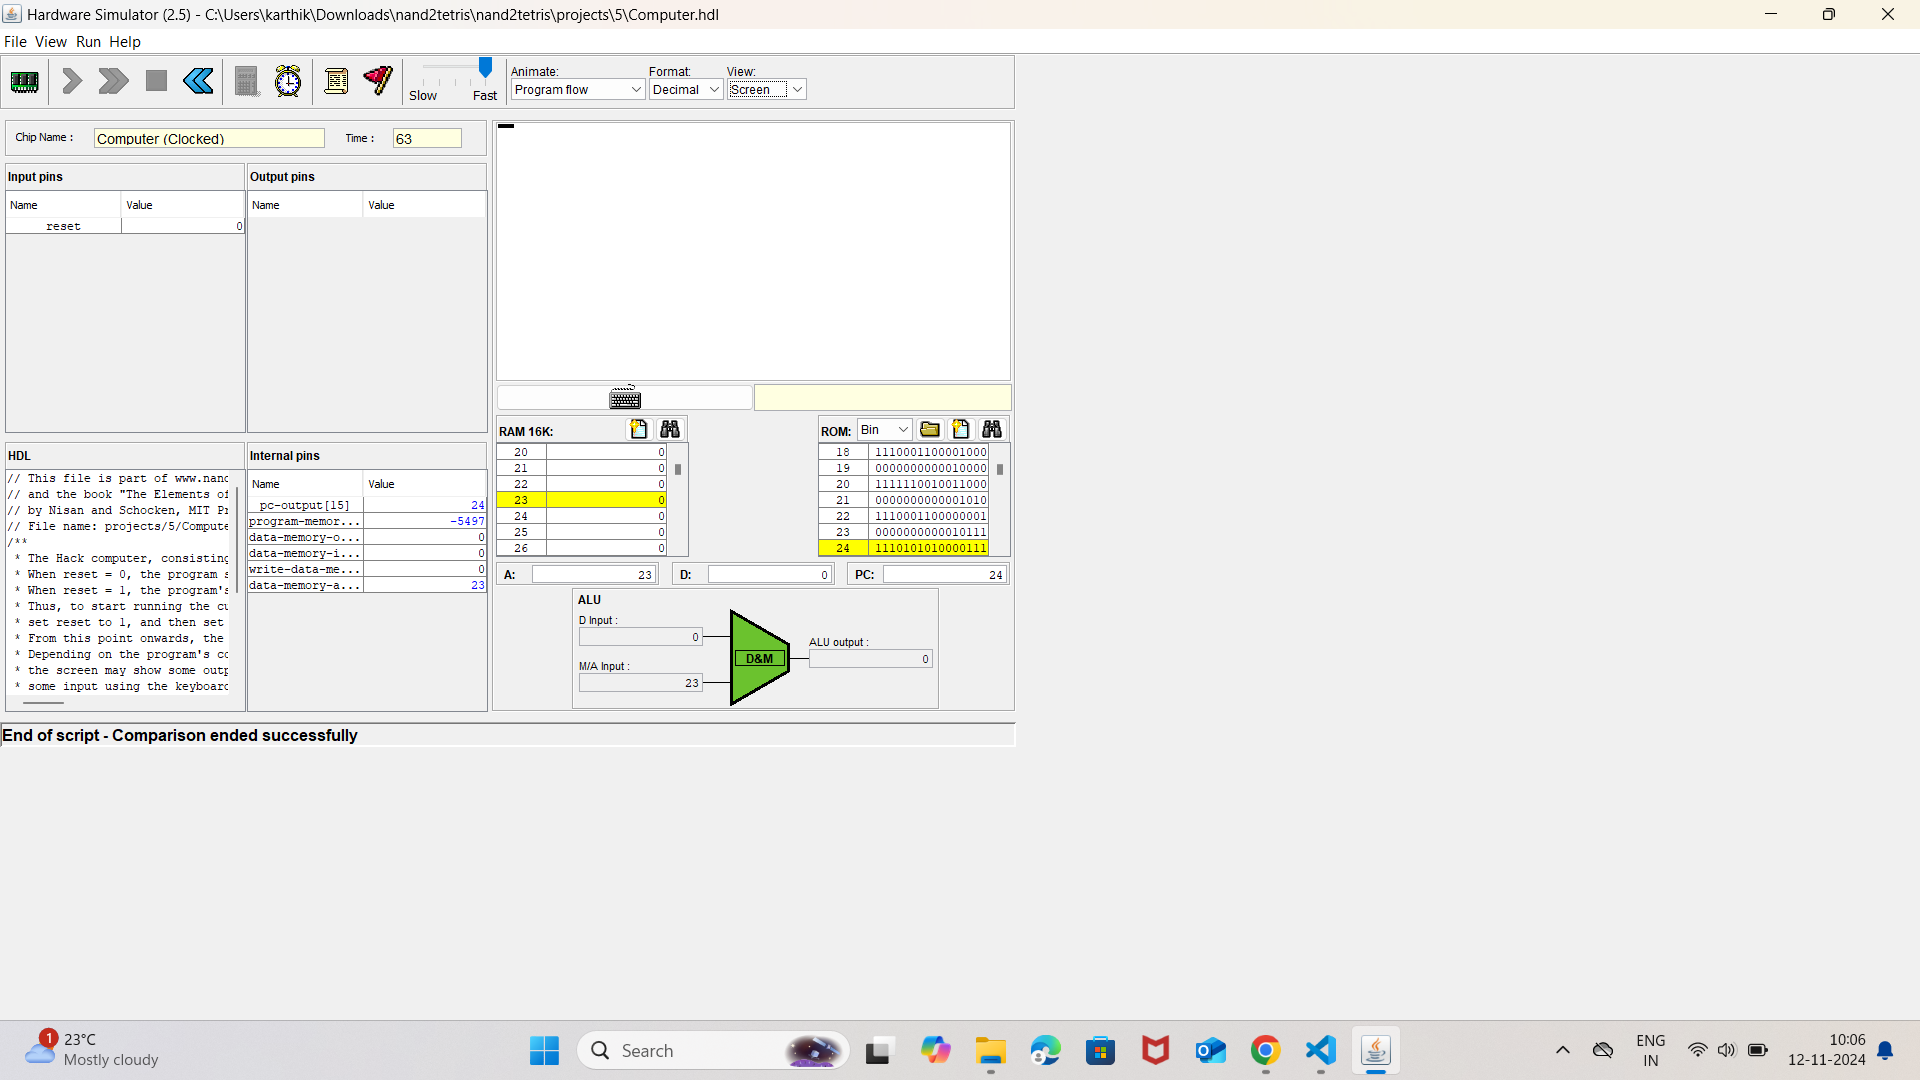 Hardware Simulator (2.5) - C:\Users\karthik\Downloads\nand2tetris\nand2tetris\projects\5\Computer.hdl
File View Run Help
Slow Fast
Animate: Format: View:
Program flow Decimal Screen
Chip Name : Computer (Clocked) Time : 63
Input pins
Name Value
reset 0
Output pins
Name Value
HDL
// This file is part of www.nand
// and the book "The Elements of
// by Nisan and Schocken, MIT Pr
// File name: projects/5/Compute
/**
* The Hack computer, consisting
* When reset = 0, the program s
* When reset = 1, the program's
* Thus, to start running the cu
* set reset to 1, and then set
* From this point onwards, the
* Depending on the program's co
* the screen may show some outp
* some input using the keyboard
Internal pins
Name Value
pc-output[15] 24
program-memor... -5497
data-memory-o... 0
data-memory-i... 0
write-data-me... 0
data-memory-a... 23
RAM 16K:
20 0
21 0
22 0
23 0
24 0
25 0
26 0
ROM: Bin
18 1110001100001000
19 0000000000010000
20 1111110010011000
21 0000000000001010
22 1110001100000001
23 0000000000010111
24 1110101010000111
A: 23 D: 0 PC: 24
ALU
D Input :
0
M/A Input :
23
D&M
ALU output :
0
End of script - Comparison ended successfully
1
23°C
Mostly cloudy
Search
ENG
IN
10:06
12-11-2024